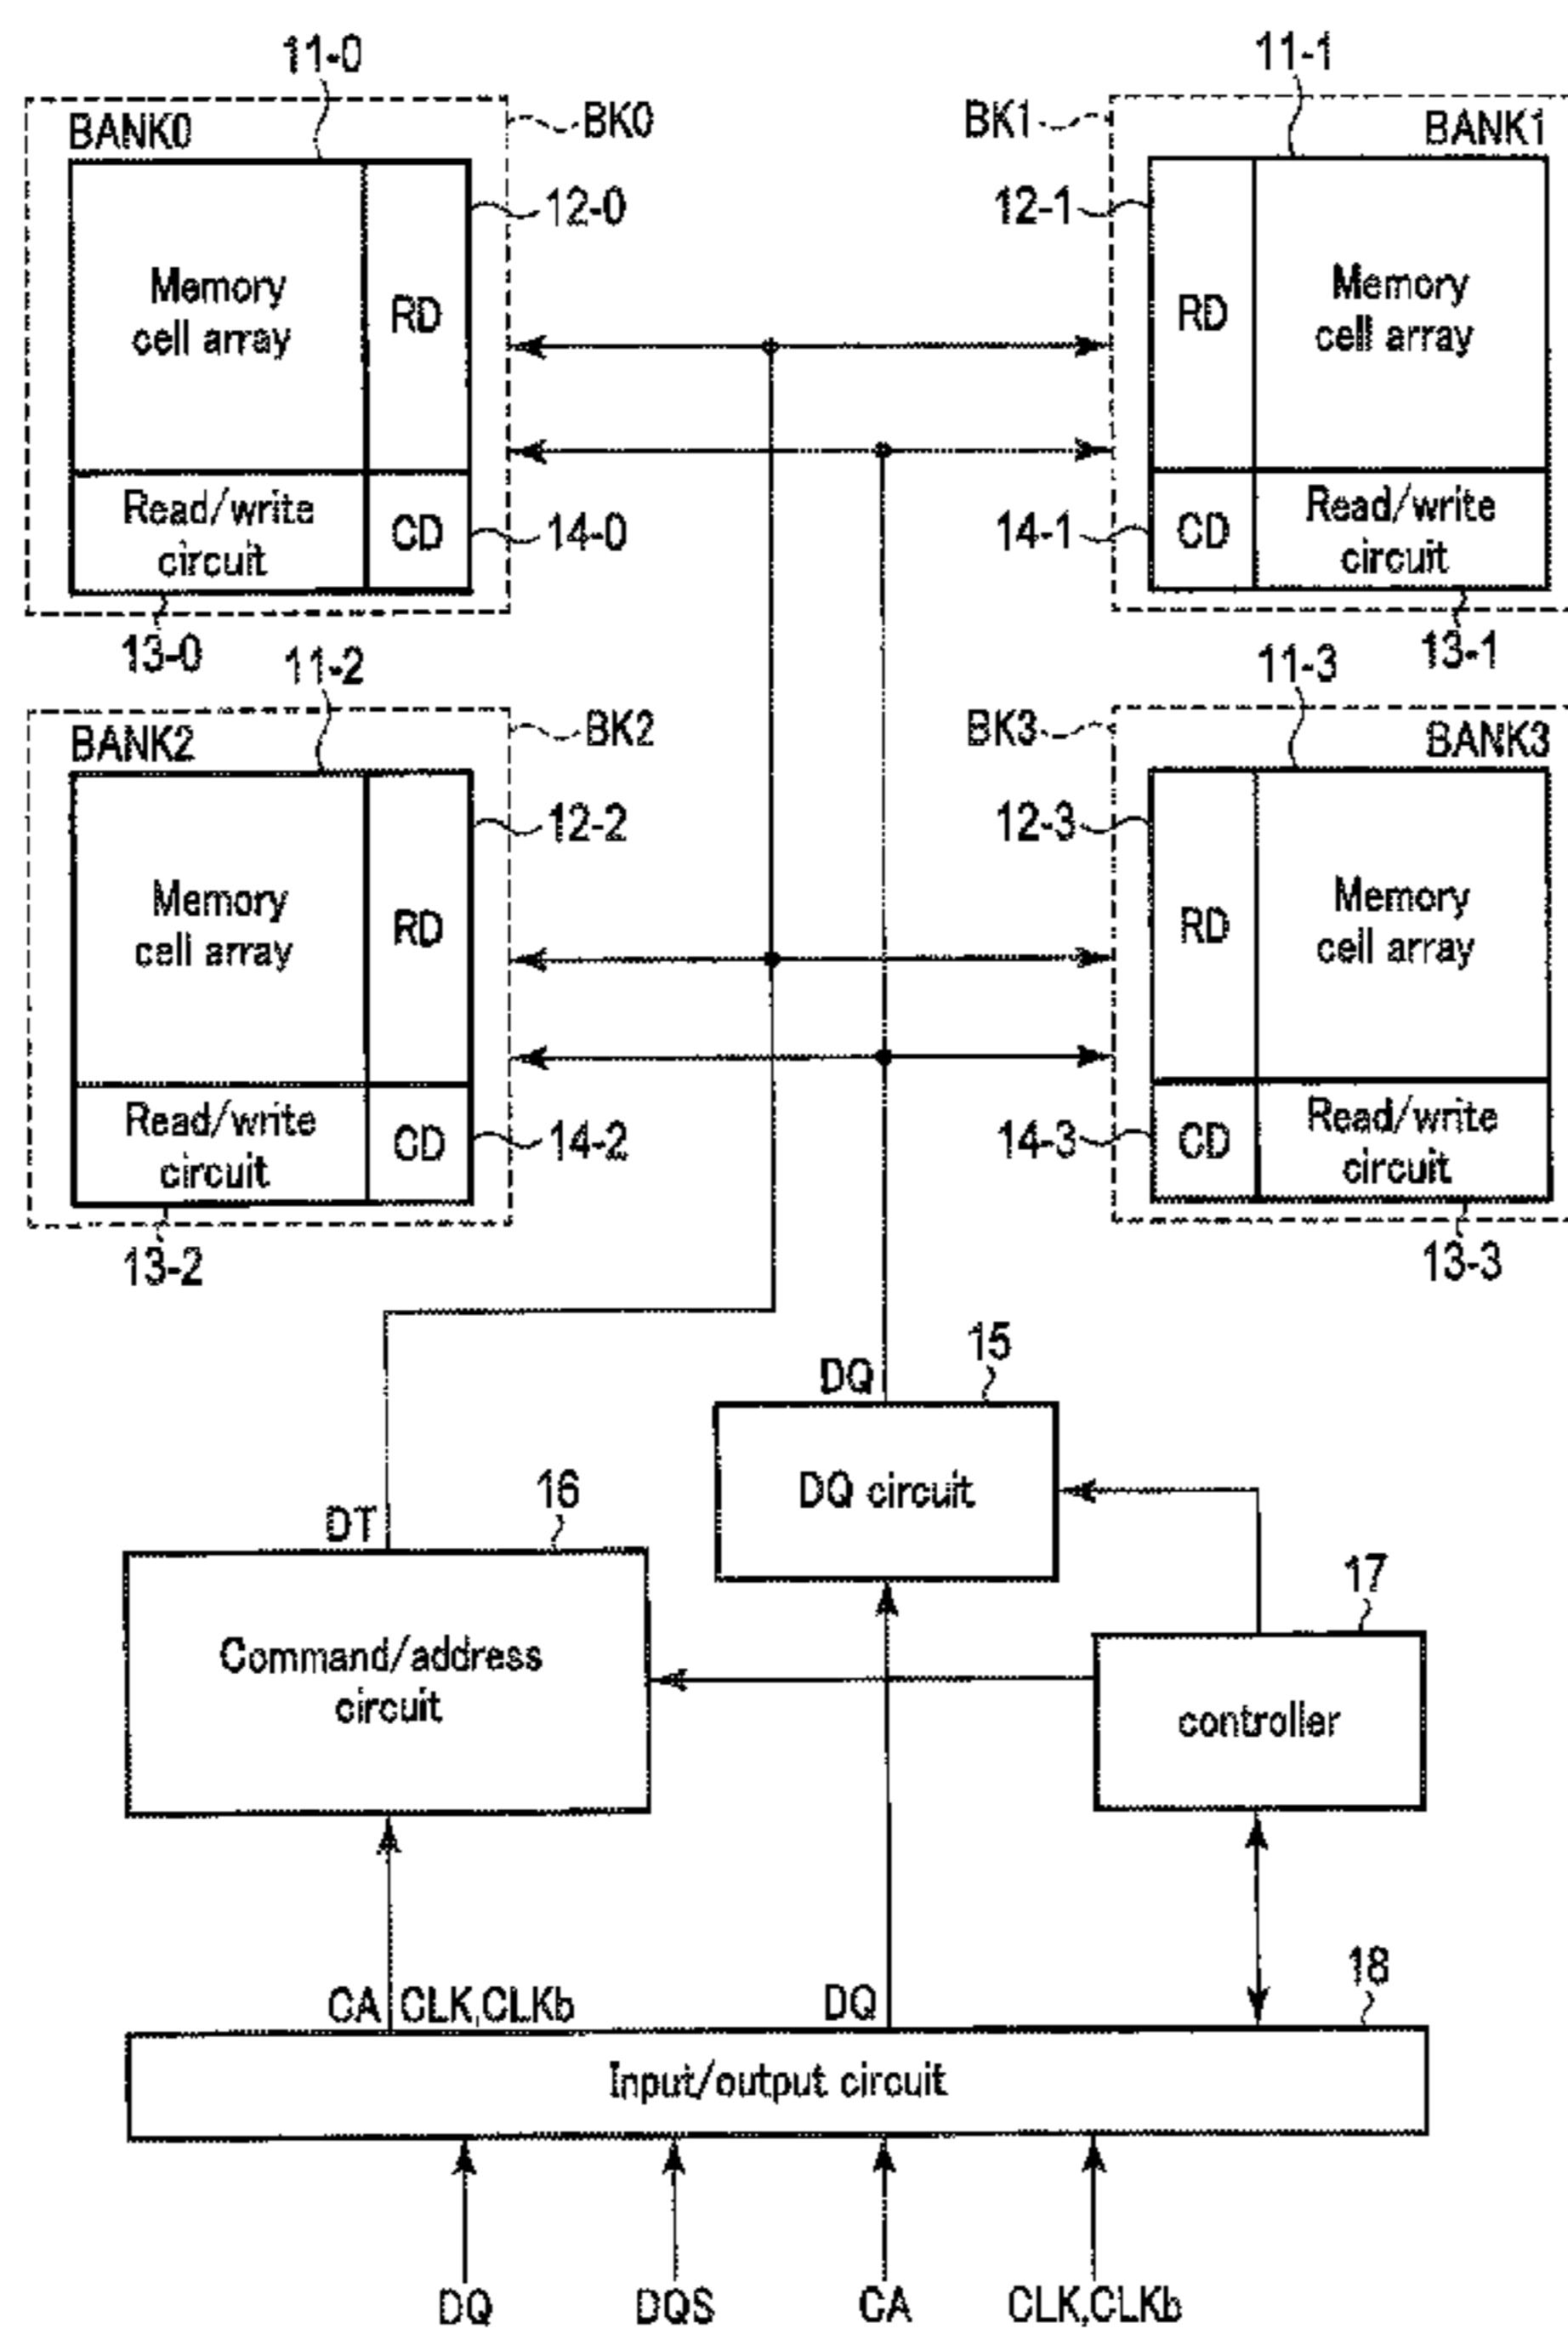 11-0
11-1
BANK0
BK0
BK1
BANK1
12-0
12-1
Memory
cell array
RD
RD
Memory
cell array
Read/write
circuit
CD
14-0
14-1
CD
Read/write
circuit
13-0
13-1
11-2
11-3
BANK2
BK2
BK3
BANK3
12-2
12-3
Memory
cell array
RD
RD
Memory
cell array
Read/write
circuit
CD
14-2
14-3
CD
Read/write
circuit
13-2
13-3
DQ
15
DQ circuit
DT
16
Command/address
circuit
17
controller
CA
CLK,CLKb
DQ
18
Input/output circuit
DQ
DQS
CA
CLK,CLKb